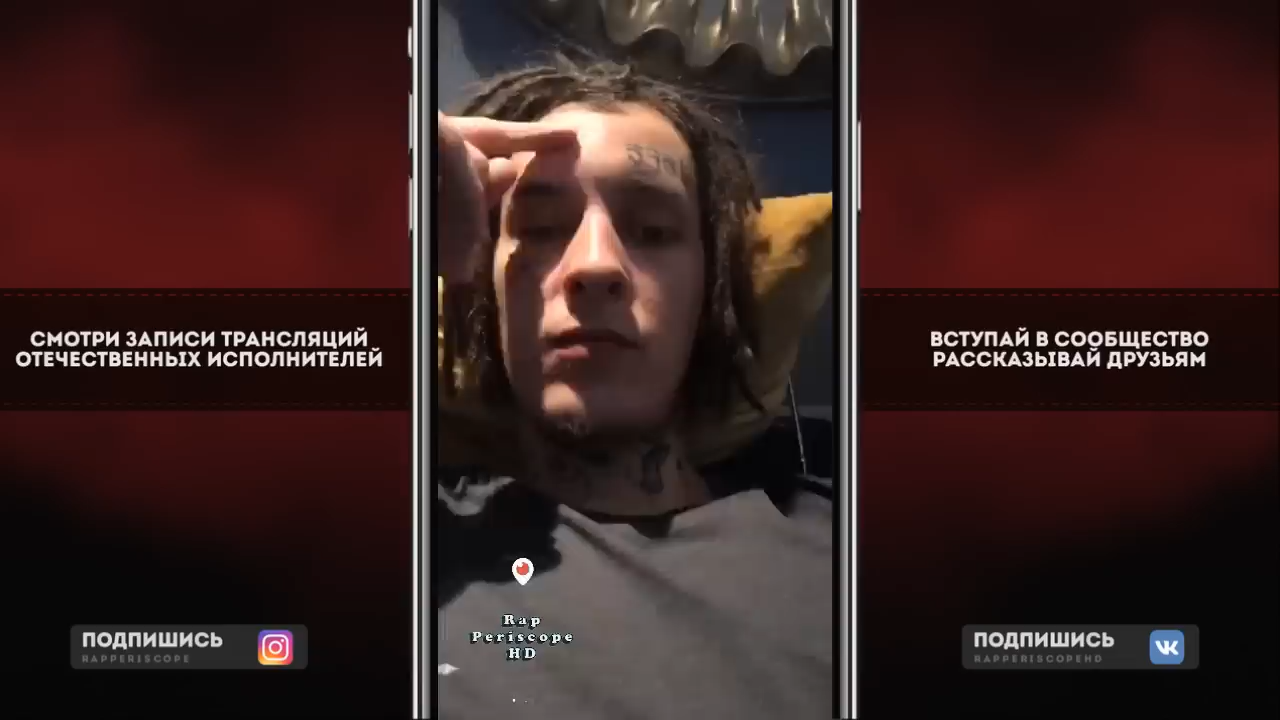 СМОТРИ ЗАПИСИ ТРАНСЛЯЦИЙ
ОТЕЧЕСТВЕННЫХ ИСПОЛНИТЕЛЕЙ
ВСТУПАЙ В СООБЩЕСТВО
РАССКАЗЫВАЙ ДРУЗЬЯМ
Rap
Periscope
HD
ПОДПИШИСЬ
RAPPERISCOPE
ПОДПИШИСЬ
RAPPERISCOPEHD